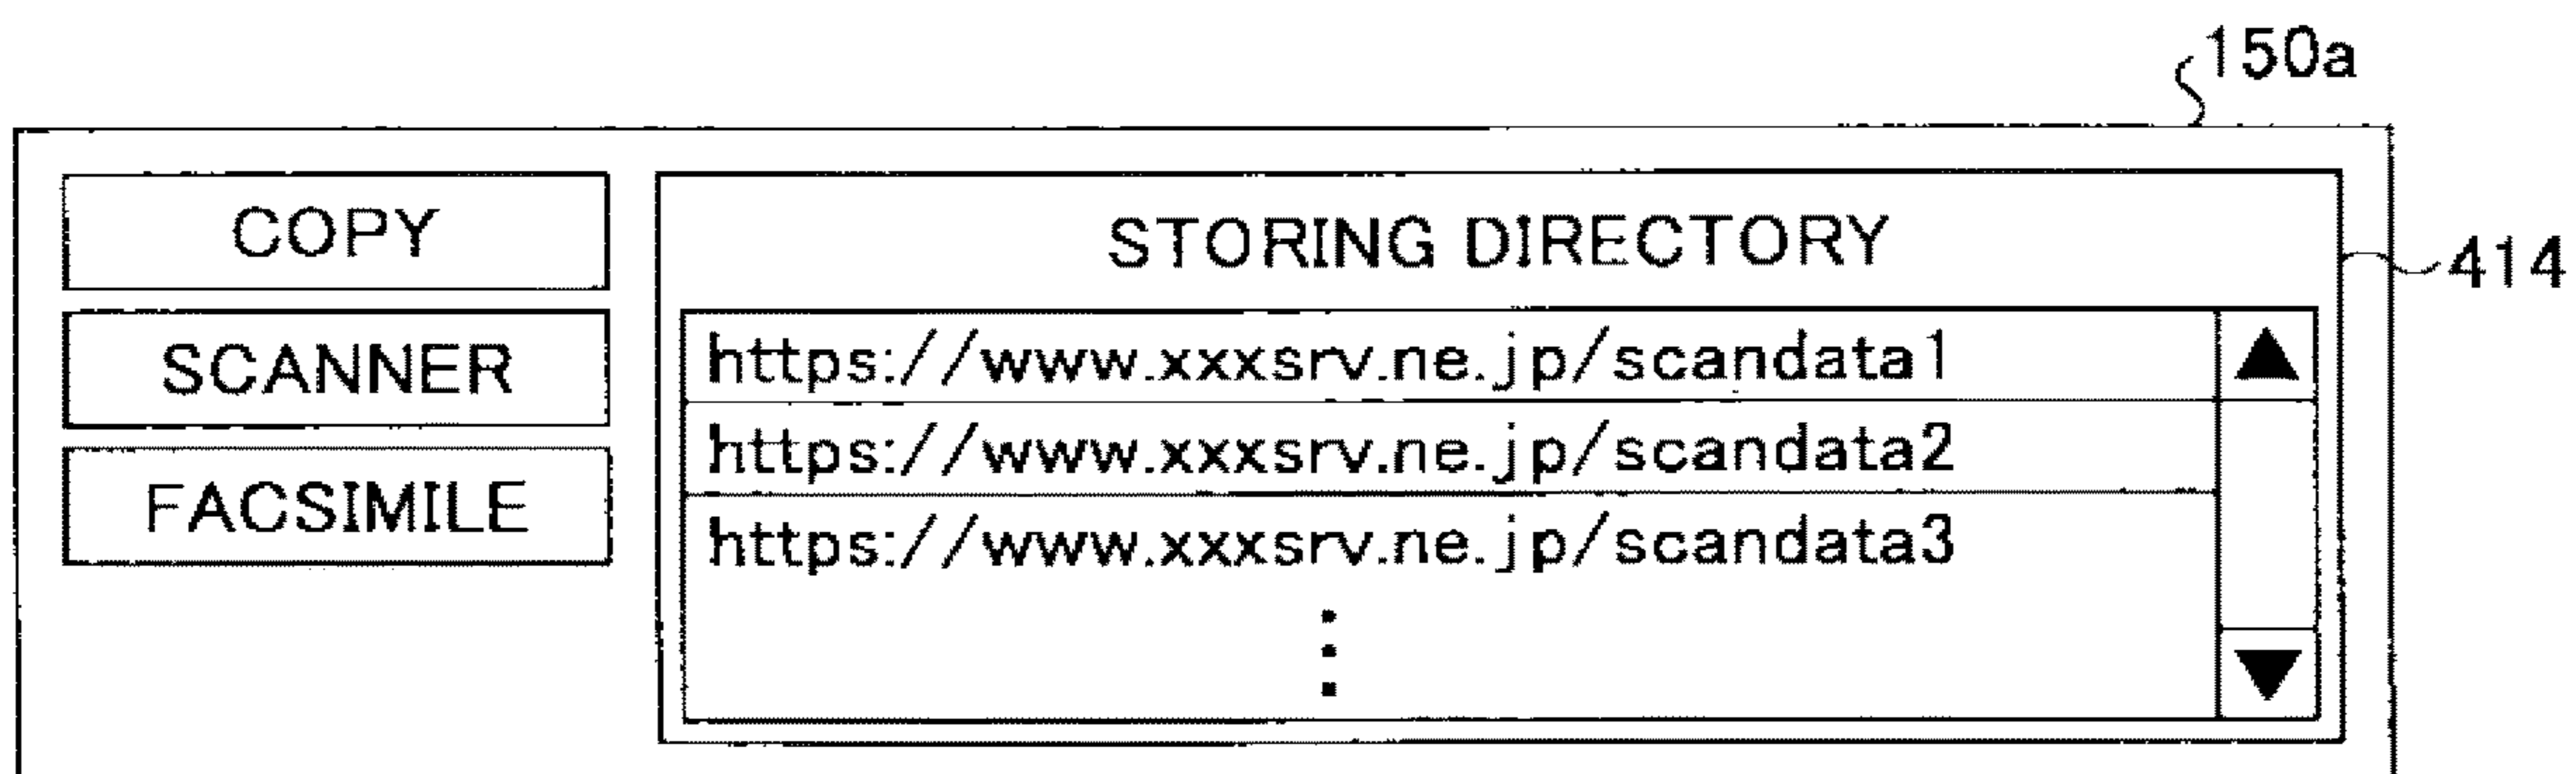 150a
COPY
SCANNER
FACSIMILE
STORING DIRECTORY
414
https://www.xxxsrv.ne.jp/scandata1
https://www.xxxsrv.ne.jp/scandata2
https://www.xxxsrv.ne.jp/scandata3